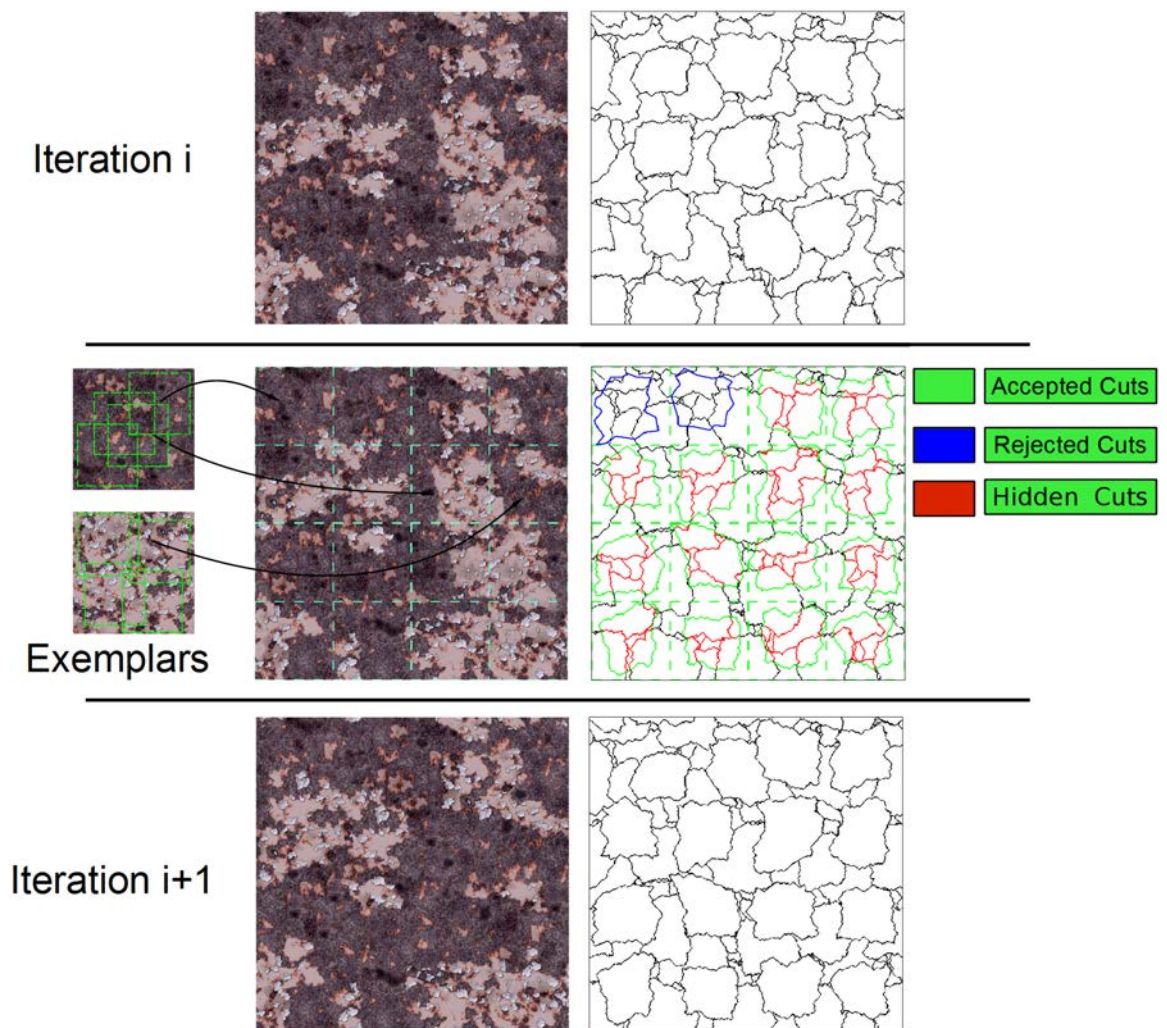 Iteration i
Accepted Cuts
Rejected Cuts
Hidden Cuts
Exemplars
Iteration i+1